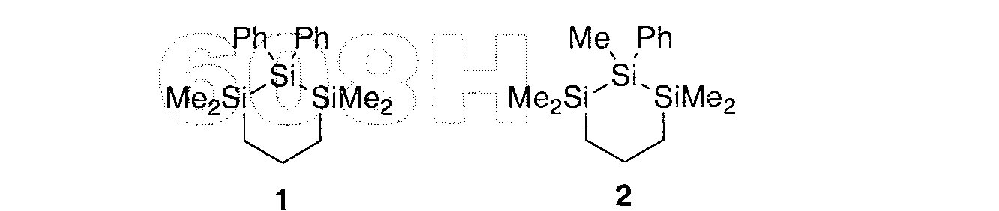 608H
Ph Ph Me Ph
Si Si
Me2Si SiMe2 Me2Si SiMe2
1 2